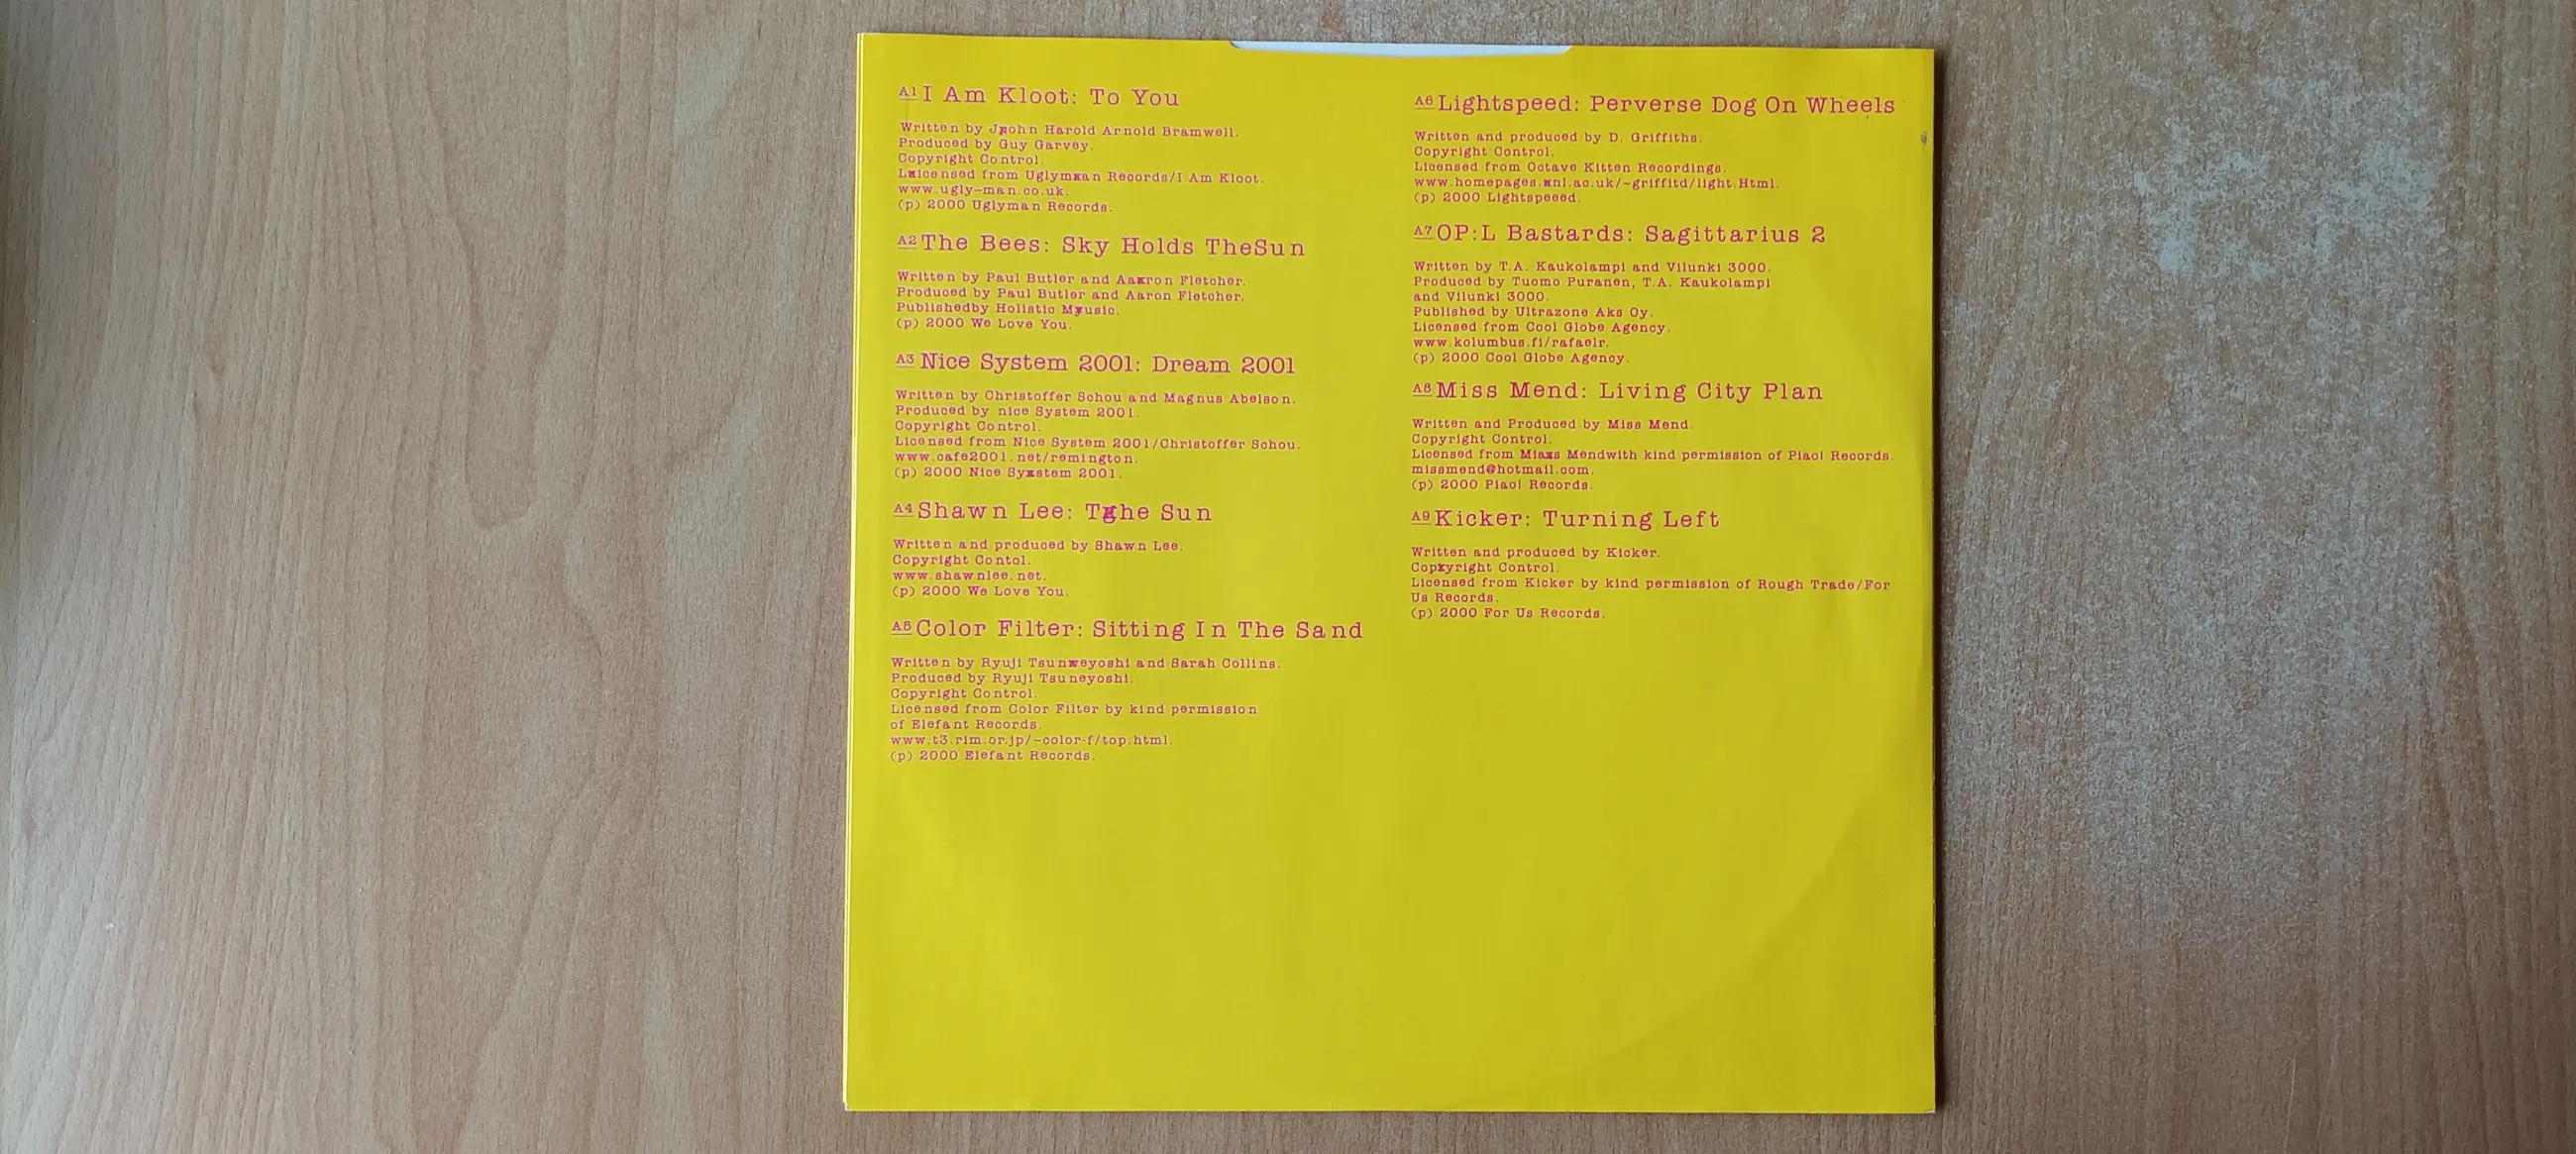 A1 I Am Kloot: To You
Written by Jxohn Harold Arnold Bramwell.
Produced by Guy Garvey.
Copyright Control.
Lxicensed from Uglymxan Records/I Am Kloot.
www.ugly-man.co.uk.
(p) 2000 Uglyman Records.
A2 The Bees: Sky Holds TheSun
Written by Paul Butler and Aaxron Fletcher.
Produced by Paul Butler and Aaron Fletcher.
Publishedby Holistic Mxusic.
(p) 2000 We Love You.
A3 Nice System 2001: Dream 2001
Written by Christoffer Schou and Magnus Abelson.
Produced by nice System 2001.
Copyright Control.
Licensed from Nice System 2001/Christoffer Schou.
www.cafe2001.net/remington.
(p) 2000 Nice Syxstem 2001.
A4 Shawn Lee: Txhe Sun
Written and produced by Shawn Lee.
Copyright Contol.
www.shawnlee.net.
(p) 2000 We Love You.
A5 Color Filter: Sitting In The Sand
Written by Ryuji Tsunxeyoshi and Sarah Collins.
Produced by Ryuji Tsuneyoshi.
Copyright Control.
Licensed from Color Filter by kind permission
of Elefant Records.
www.t3.rim.or.jp/-color-f/top.html.
(p) 2000 Elefant Records.
A6 Lightspeed: Perverse Dog On Wheels
Written and produced by D. Griffiths.
Copyright Control.
Licensed from Octave Kitten Recordings.
www.homepages.xnl.ac.uk/-griffitd/light.Html.
(p) 2000 Lightspeeed.
A7 OP:L Bastards: Sagittarius 2
Written by T.A. Kaukolampi and Vilunki 3000.
Produced by Tuomo Puranen, T.A. Kaukolampi
and Vilunki 3000.
Published by Ultrazone Aks Oy.
Licensed from Cool Globe Agency.
www.kolumbus.fi/rafaelr.
(p) 2000 Cool Globe Agency.
A8 Miss Mend: Living City Plan
Written and Produced by Miss Mend.
Copyright Control.
Licensed from Misxs Mendwith kind permission of Piao! Records.
missmend@hotmail.com.
(p) 2000 Piao! Records.
A9 Kicker: Turning Left
Written and produced by Kicker.
Copxyright Control.
Licensed from Kicker by kind permission of Rough Trade/For
Us Records.
(p) 2000 For Us Records.